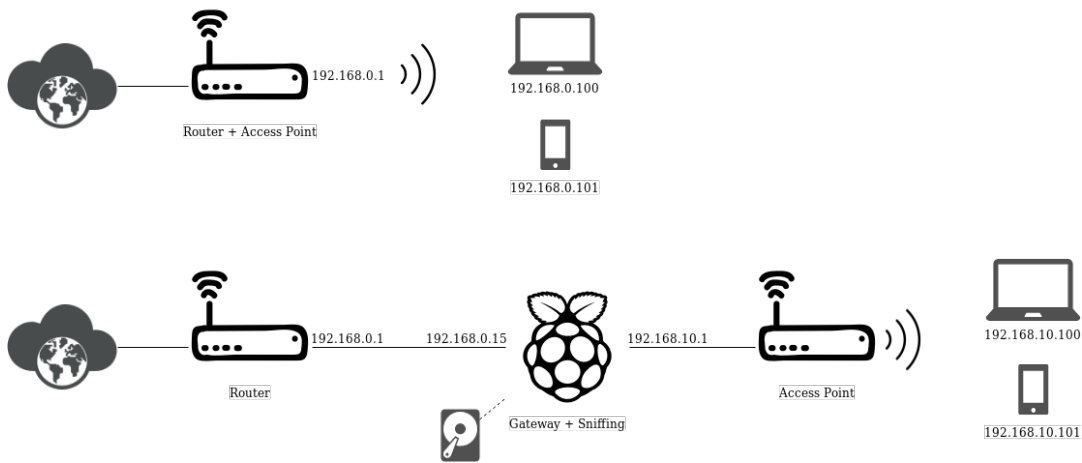 192.168.0.1
192.168.0.100
Router + Access Point
192.168.0.101
192.168.0.1
192.168.0.15
192.168.10.1
192.168.10.100
Router
Access Point
Gateway + Sniffing
192.168.10.101